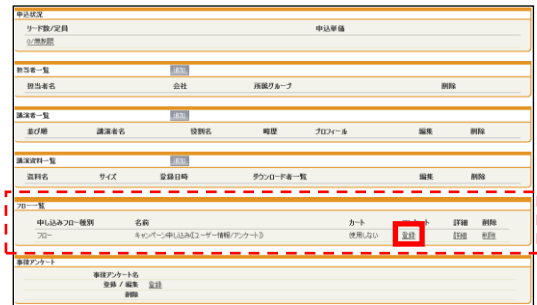 申込状況
リード数/定員 申込単価
0/無制限
担当者一覧 追加
担当者名 会社 所属グループ 削除
講演者一覧 追加
並び順 講演者名 役割名 略歴 プロフィール 編集 削除
講演資料一覧 追加
資料名 サイズ 登録日時 ダウンロード者一覧 編集 削除
フロー一覧
申し込みフロー種別 名前 カート アンケート 詳細 削除
フロー キャンペーン申し込み(ユーザー情報/アンケート) 使用しない 登録 詳細 削除
事後アンケート
事後アンケート名
登録 / 編集 登録
削除